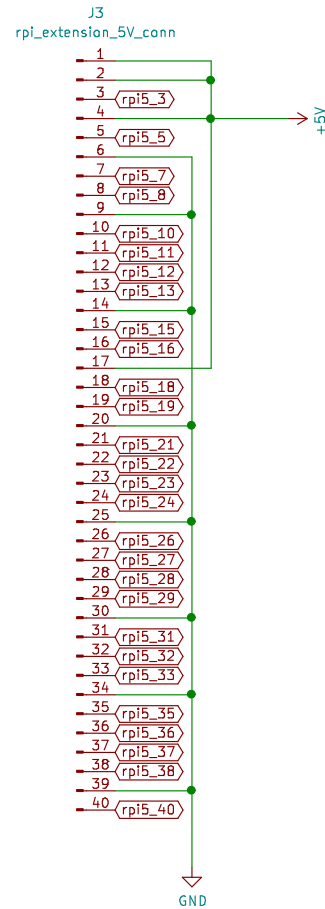 J3
rpi_extension_5V_conn
1
2
3 rpi5_3
4 +5V
5 rpi5_5
6
7 rpi5_7
8 rpi5_8
9
10 rpi5_10
11 rpi5_11
12 rpi5_12
13 rpi5_13
14
15 rpi5_15
16 rpi5_16
17
18 rpi5_18
19 rpi5_19
20
21 rpi5_21
22 rpi5_22
23 rpi5_23
24 rpi5_24
25
26 rpi5_26
27 rpi5_27
28 rpi5_28
29 rpi5_29
30
31 rpi5_31
32 rpi5_32
33 rpi5_33
34
35 rpi5_35
36 rpi5_36
37 rpi5_37
38 rpi5_38
39
40 rpi5_40
GND